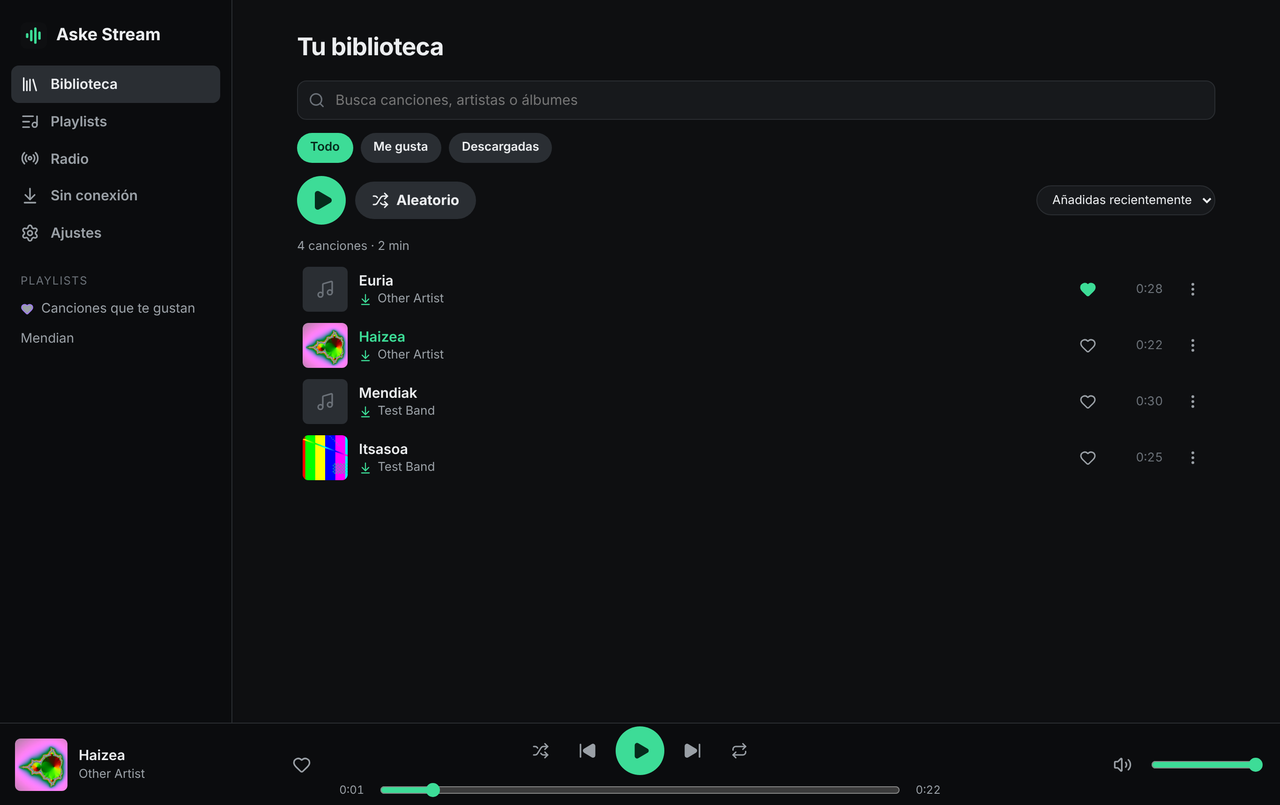 Aske Stream
Biblioteca
Playlists
Radio
Sin conexión
Ajustes
PLAYLISTS
Canciones que te gustan
Mendian
Tu biblioteca
Busca canciones, artistas o álbumes
Todo Me gusta Descargadas
Aleatorio Añadidas recientemente
4 canciones · 2 min
Euria
Other Artist
0:28
Haizea
Other Artist
0:22
Mendiak
Test Band
0:30
Itsasoa
Test Band
0:25
Haizea
Other Artist
0:01 0:22